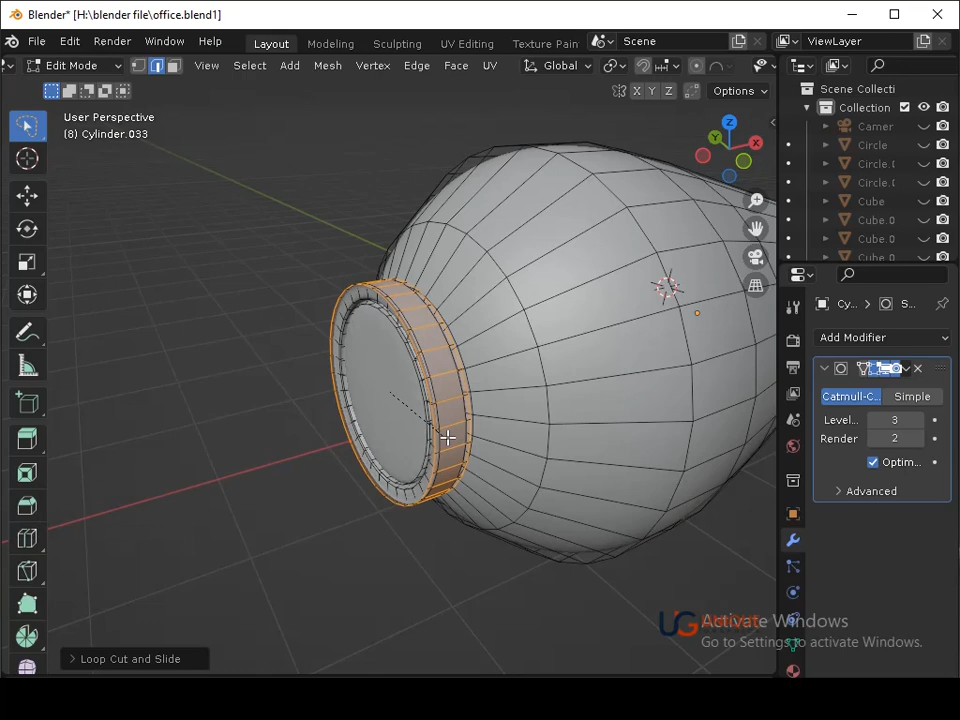 Blender* [H:\blender file\office.blend1]
File Edit Render Window Help
Layout Modeling Sculpting UV Editing Texture Pain
Scene ViewLayer
Edit Mode View Select Add Mesh Vertex Edge Face UV Global
X Y Z Options
User Perspective
(8) Cylinder.033
Z
Y
X
Scene Collecti
Collection
Camer
Circle
Circle.(
Circle.(
Cube
Cube.0
Cube.0
Cube.0
Cy... S...
Add Modifier
Catmull-C... Simple
Level... 3
Render 2
Optim...
Advanced
UG
Activate Windows
Go to Settings to activate Windows.
Loop Cut and Slide